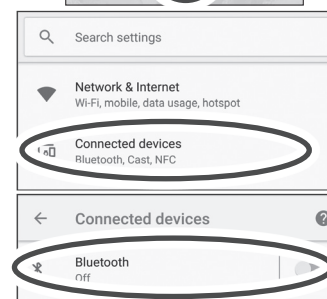 Search settings
Network & Internet
Wi-Fi, mobile, data usage, hotspot
Connected devices
Bluetooth, Cast, NFC
Connected devices
?
Bluetooth
Off